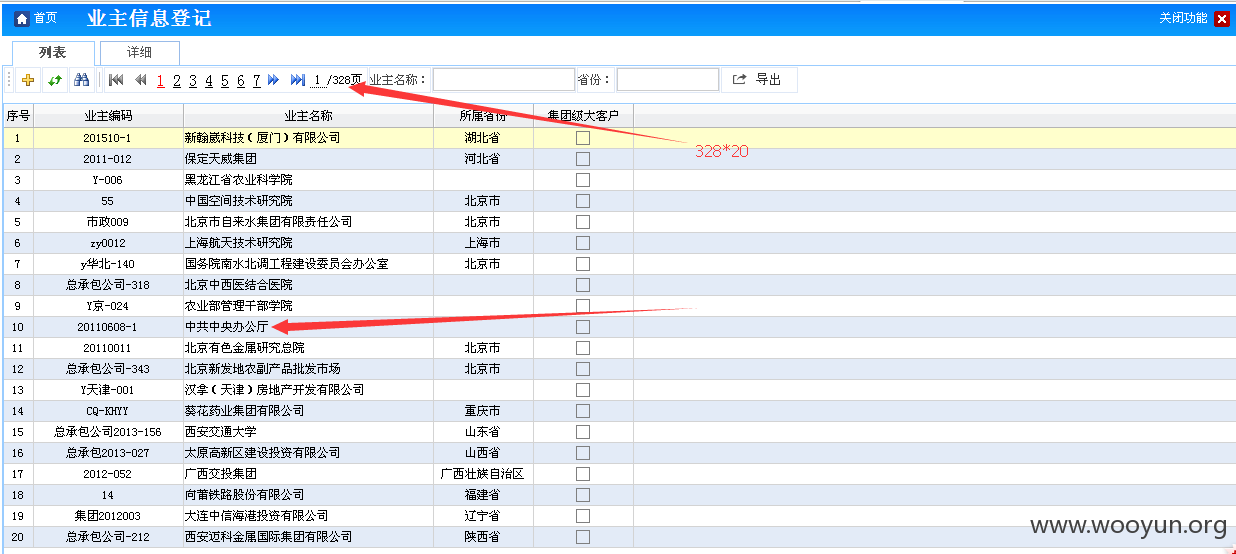 首页 业主信息登记 关闭功能
列表 详细
1 2 3 4 5 6 7 1 /328页 业主名称： 省份： 导出
序号 业主编码 业主名称 所属省份 集团级大客户
1 201510-1 新翰崴科技（厦门）有限公司 湖北省
328*20
2 2011-012 保定天威集团 河北省
3 Y-006 黑龙江省农业科学院
4 55 中国空间技术研究院 北京市
5 市政009 北京市自来水集团有限责任公司 北京市
6 zy0012 上海航天技术研究院 上海市
7 y华北-140 国务院南水北调工程建设委员会办公室 北京市
8 总承包公司-318 北京中西医结合医院
9 Y京-024 农业部管理干部学院
10 20110608-1 中共中央办公厅
11 20110011 北京有色金属研究总院 北京市
12 总承包公司-343 北京新发地农副产品批发市场 北京市
13 Y天津-001 汉拿（天津）房地产开发有限公司
14 CQ-KHYY 葵花药业集团有限公司 重庆市
15 总承包公司2013-156 西安交通大学 山东省
16 总承包2013-027 太原高新区建设投资有限公司 山西省
17 2012-052 广西交投集团 广西壮族自治区
18 14 向莆铁路股份有限公司 福建省
19 集团2012003 大连中信海港投资有限公司 辽宁省
20 总承包公司-212 西安迈科金属国际集团有限公司 陕西省
www.wooyun.org